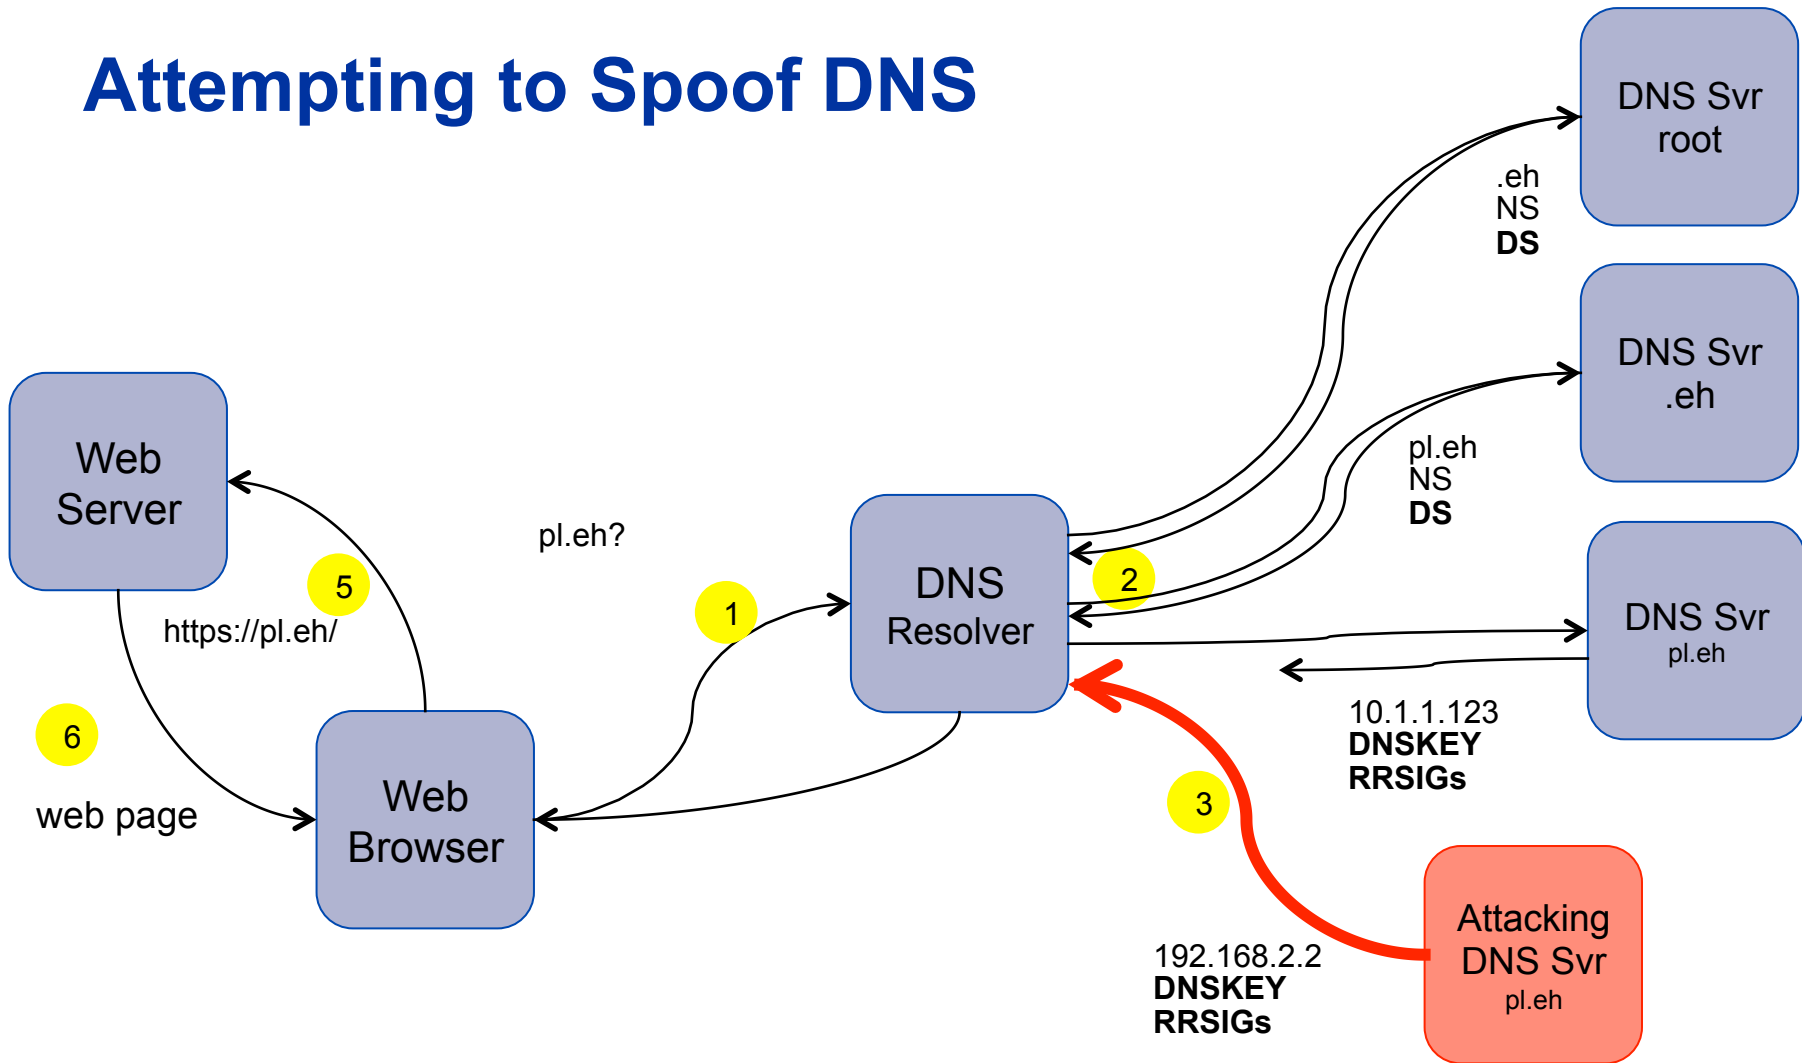 Attempting to Spoof DNS
DNS Svr
root
.eh
NS
DS
DNS Svr
.eh
pl.eh
NS
DS
Web
Server
pl.eh?
5
1
2
DNS
Resolver
https://pl.eh/
DNS Svr
pl.eh
10.1.1.123
DNSKEY
RRSIGs
6
web page
Web
Browser
3
192.168.2.2
DNSKEY
RRSIGs
Attacking
DNS Svr
pl.eh